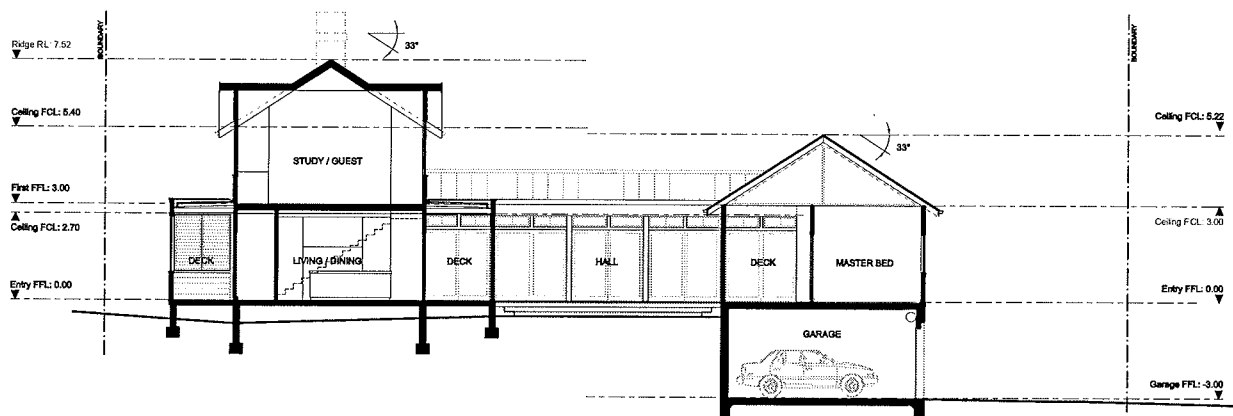 BOUNDARY
Ridge RL: 7.52
33°
BOUNDARY
Ceiling FCL: 5.40
Ceiling FCL: 5.22
33°
STUDY / GUEST
First FFL: 3.00
Ceiling FCL: 2.70
Ceiling FCL: 3.00
DECK
LIVING / DINING
DECK
HALL
DECK
MASTER BED
Entry FFL: 0.00
Entry FFL: 0.00
GARAGE
Garage FFL: -3.00